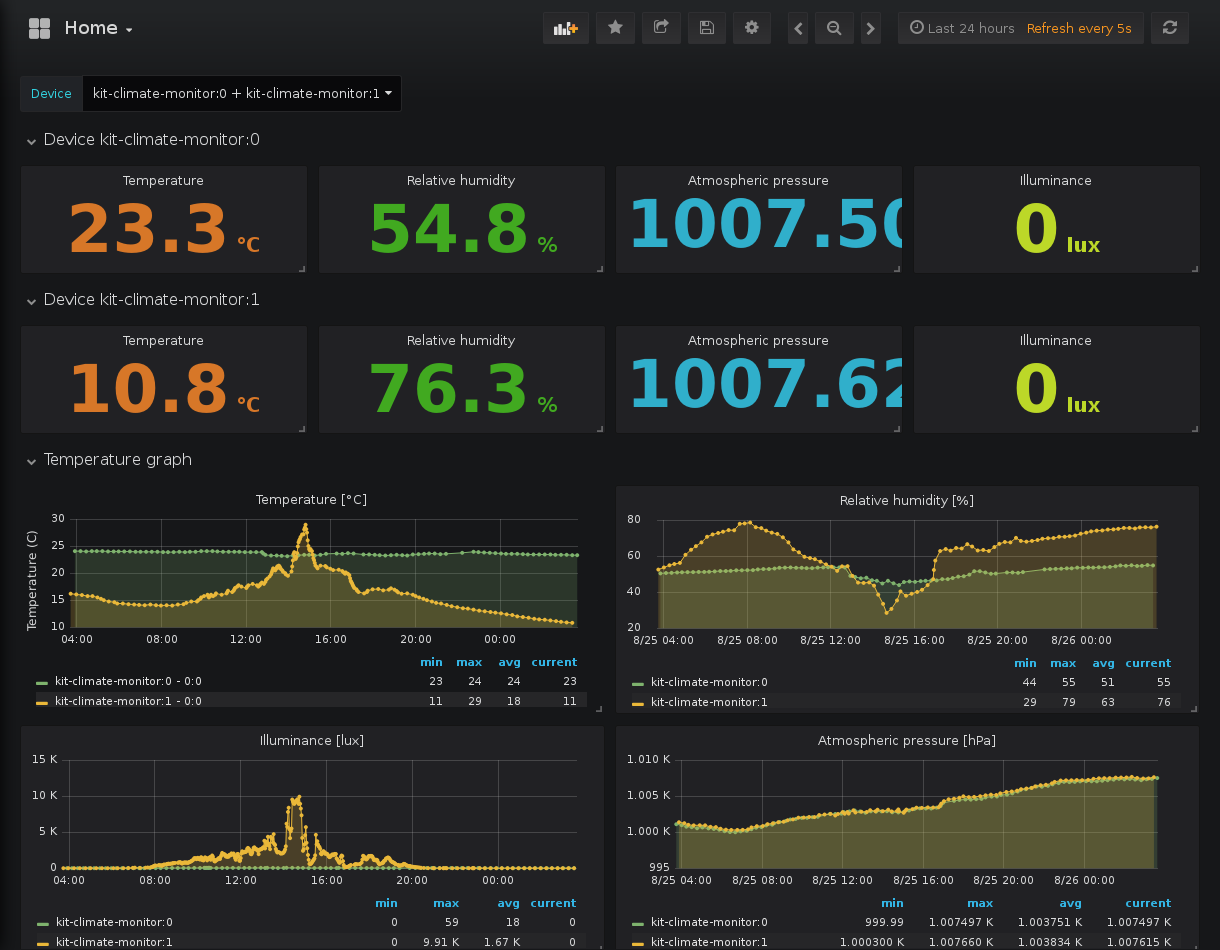 Home
Last 24 hours Refresh every 5s
Device kit-climate-monitor:0 + kit-climate-monitor:1
Device kit-climate-monitor:0
Temperature Relative humidity Atmospheric pressure Illuminance
23.3 °C 54.8 % 1007.50 0 lux
Device kit-climate-monitor:1
Temperature Relative humidity Atmospheric pressure Illuminance
10.8 °C 76.3 % 1007.62 0 lux
Temperature graph
Temperature [°C]
Temperature (C)
30
25
20
15
10
04:00 08:00 12:00 16:00 20:00 00:00
min max avg current
kit-climate-monitor:0 - 0:0 23 24 24 23
kit-climate-monitor:1 - 0:0 11 29 18 11
Relative humidity [%]
80
60
40
20
8/25 04:00 8/25 08:00 8/25 12:00 8/25 16:00 8/25 20:00 8/26 00:00
min max avg current
kit-climate-monitor:0 44 55 51 55
kit-climate-monitor:1 29 79 63 76
Illuminance [lux]
15 K
10 K
5 K
0
04:00 08:00 12:00 16:00 20:00 00:00
min max avg current
kit-climate-monitor:0 0 59 18 0
kit-climate-monitor:1 0 9.91 K 1.67 K 0
Atmospheric pressure [hPa]
1.010 K
1.005 K
1.000 K
995
8/25 04:00 8/25 08:00 8/25 12:00 8/25 16:00 8/25 20:00 8/26 00:00
min max avg current
kit-climate-monitor:0 999.99 1.007497 K 1.003751 K 1.007497 K
kit-climate-monitor:1 1.000300 K 1.007660 K 1.003834 K 1.007615 K